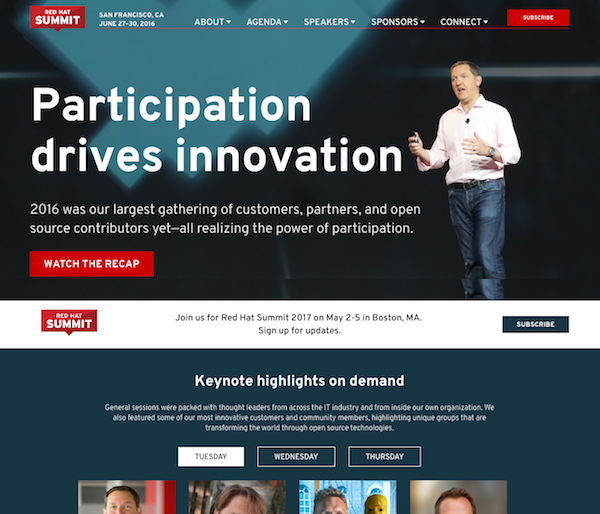 RED HAT
SUMMIT
SAN FRANCISCO, CA
JUNE 27-30, 2016
ABOUT
AGENDA
SPEAKERS
SPONSORS
CONNECT
SUBSCRIBE
Participation
drives innovation
2016 was our largest gathering of customers, partners, and open
source contributors yet—all realizing the power of participation.
WATCH THE RECAP
RED HAT
SUMMIT
Join us for Red Hat Summit 2017 on May 2-5 in Boston, MA.
Sign up for updates.
SUBSCRIBE
Keynote highlights on demand
General sessions were packed with thought leaders from across the IT industry and from inside our own organization. We
also featured some of our most innovative customers and community members, highlighting unique groups that are
transforming the world through open source technologies.
TUESDAY
WEDNESDAY
THURSDAY